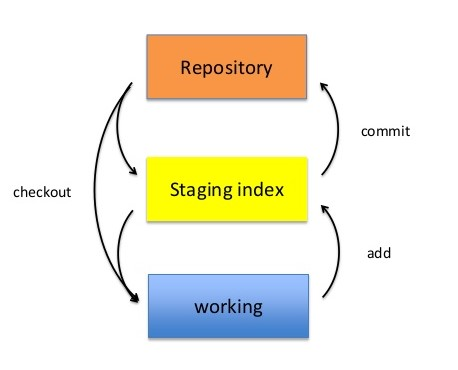 Repository
commit
checkout
Staging index
add
working